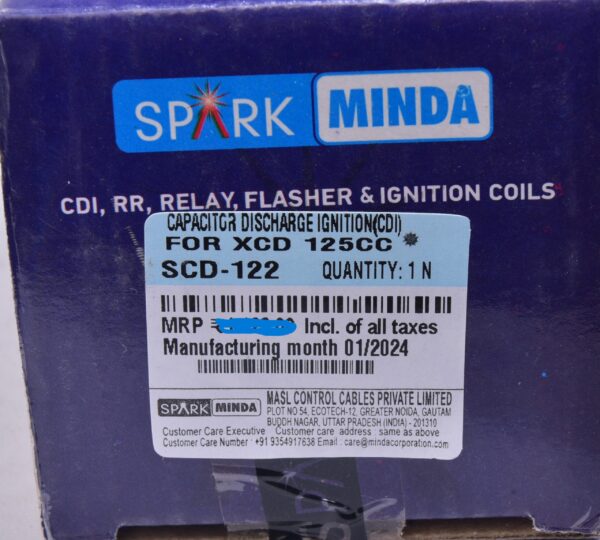 SPARK MINDA
CDI, RR, RELAY, FLASHER & IGNITION COILS
CAPACITOR DISCHARGE IGNITION(CDI)
FOR XCD 125CC *
SCD-122 QUANTITY: 1 N
MRP Incl. of all taxes
Manufacturing month 01/2024
SPARK MINDA
MASL CONTROL CABLES PRIVATE LIMITED
PLOT NO 54, ECOTECH-12, GREATER NOIDA, GAUTAM
BUDDH NAGAR, UTTAR PRADESH (INDIA) - 201310
Customer Care Executive Customer care address : same as above
Customer Care Number : +91 9354917638 Email : care@mindacorporation.com